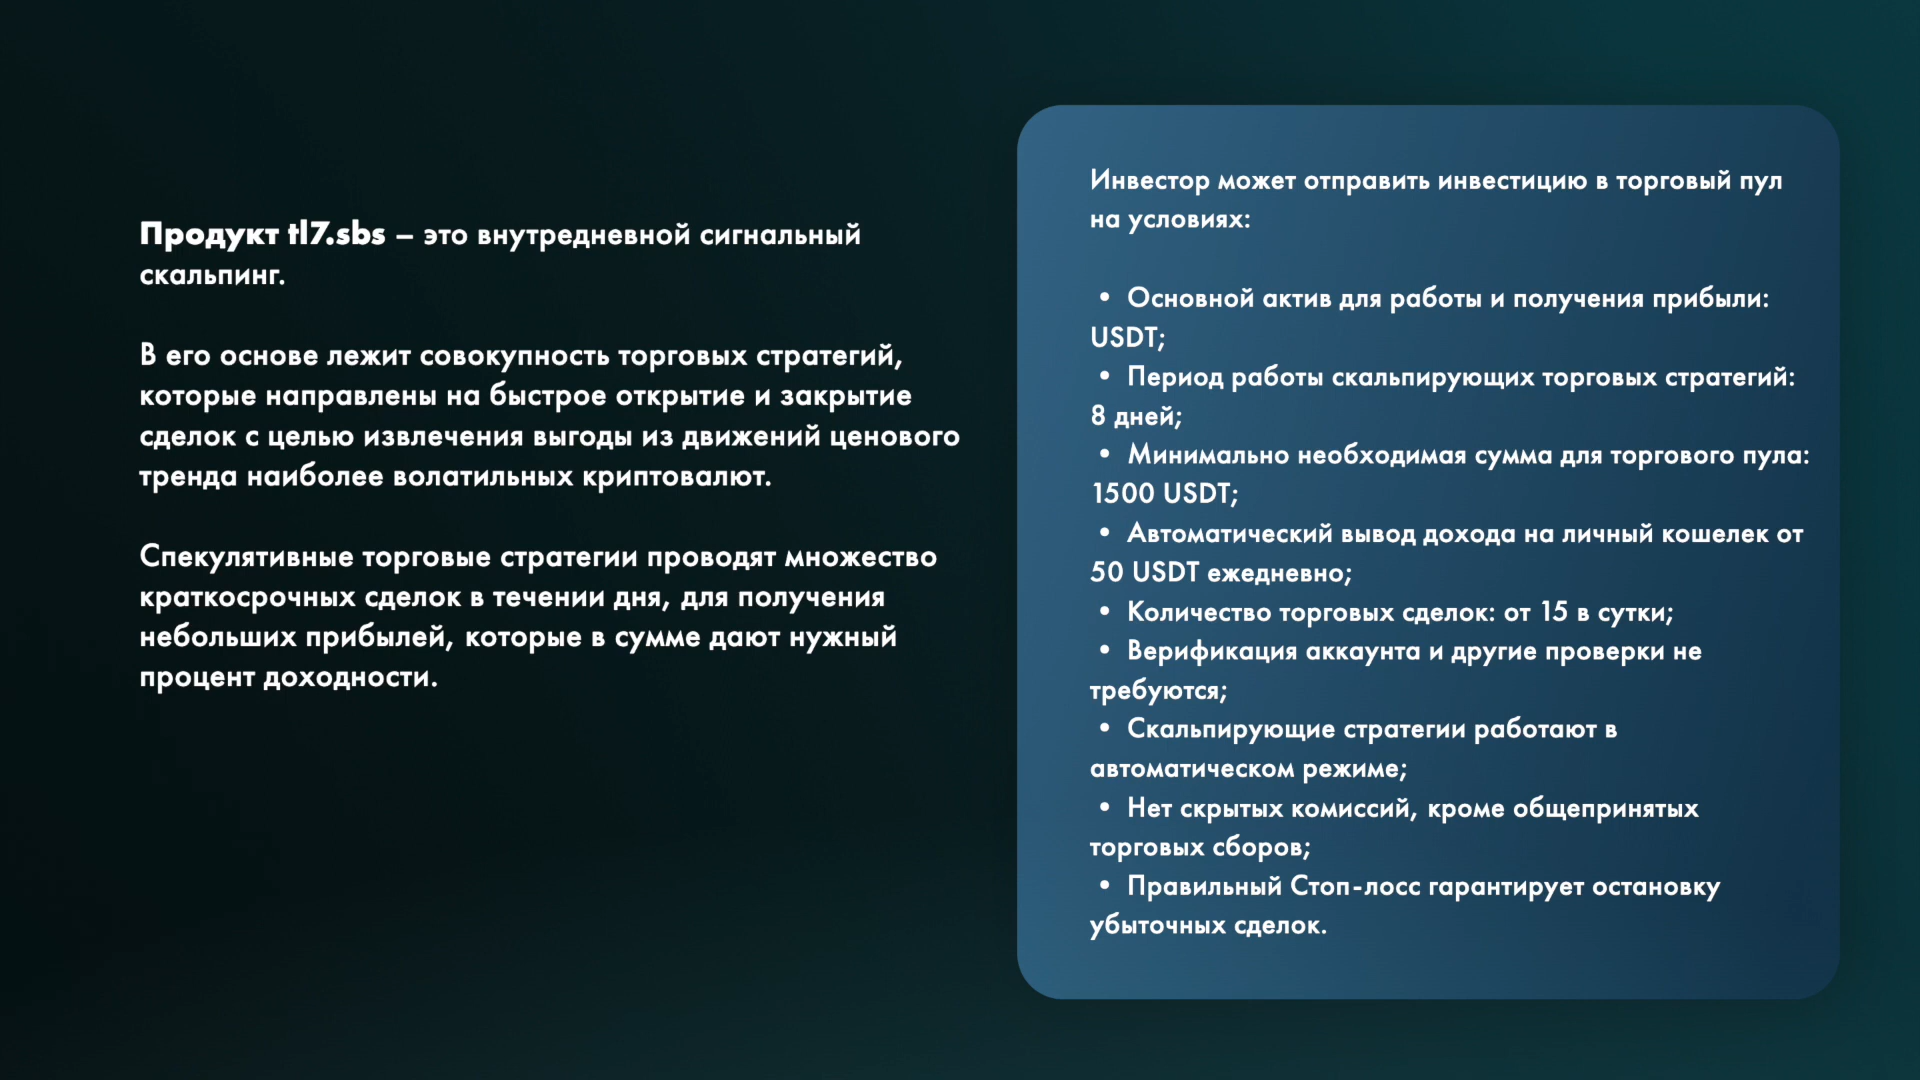 Продукт tl7.sbs – это внутредневной сигнальный
скальпинг.
В его основе лежит совокупность торговых стратегий,
которые направлены на быстрое открытие и закрытие
сделок с целью извлечения выгоды из движений ценового
тренда наиболее волатильных криптовалют.
Спекулятивные торговые стратегии проводят множество
краткосрочных сделок в течении дня, для получения
небольших прибылей, которые в сумме дают нужный
процент доходности.
Инвестор может отправить инвестицию в торговый пул
на условиях:
• Основной актив для работы и получения прибыли:
USDT;
• Период работы скальпирующих торговых стратегий:
8 дней;
• Минимально необходимая сумма для торгового пула:
1500 USDT;
• Автоматический вывод дохода на личный кошелек от
50 USDT ежедневно;
• Количество торговых сделок: от 15 в сутки;
• Верификация аккаунта и другие проверки не
требуются;
• Скальпирующие стратегии работают в
автоматическом режиме;
• Нет скрытых комиссий, кроме общепринятых
торговых сборов;
• Правильный Стоп-лосс гарантирует остановку
убыточных сделок.